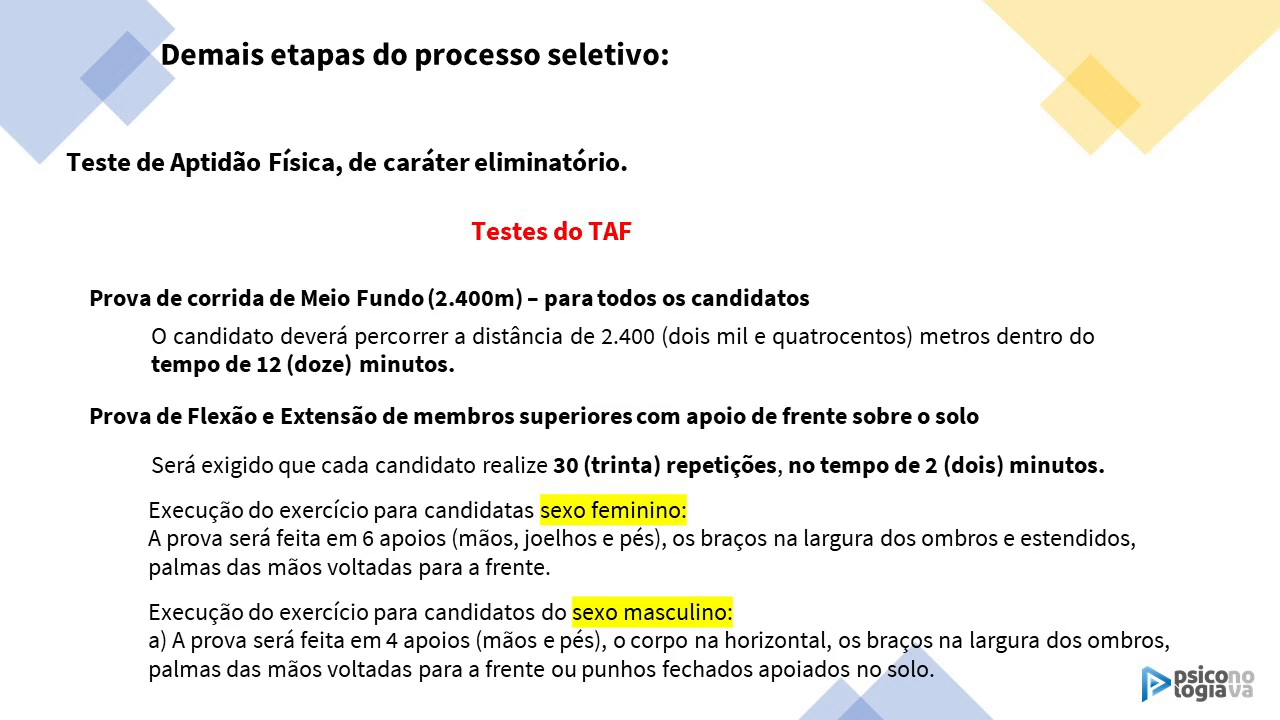 Demais etapas do processo seletivo:
Teste de Aptidão Física, de caráter eliminatório.
Testes do TAF
Prova de corrida de Meio Fundo (2.400m) – para todos os candidatos
O candidato deverá percorrer a distância de 2.400 (dois mil e quatrocentos) metros dentro do
tempo de 12 (doze) minutos.
Prova de Flexão e Extensão de membros superiores com apoio de frente sobre o solo
Será exigido que cada candidato realize 30 (trinta) repetições, no tempo de 2 (dois) minutos.
Execução do exercício para candidatas sexo feminino:
A prova será feita em 6 apoios (mãos, joelhos e pés), os braços na largura dos ombros e estendidos,
palmas das mãos voltadas para a frente.
Execução do exercício para candidatos do sexo masculino:
a) A prova será feita em 4 apoios (mãos e pés), o corpo na horizontal, os braços na largura dos ombros,
palmas das mãos voltadas para a frente ou punhos fechados apoiados no solo.
psicono
logiava